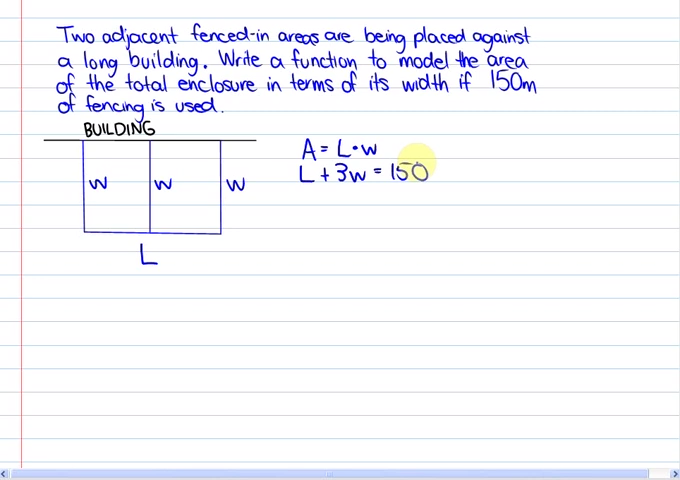 Two adjacent fenced-in areas are being placed against
a long building. Write a function to model the area
of the total enclosure in terms of its width if 150m
of fencing is used.
BUILDING
A = L • w
L + 3w = 150
w w w
L